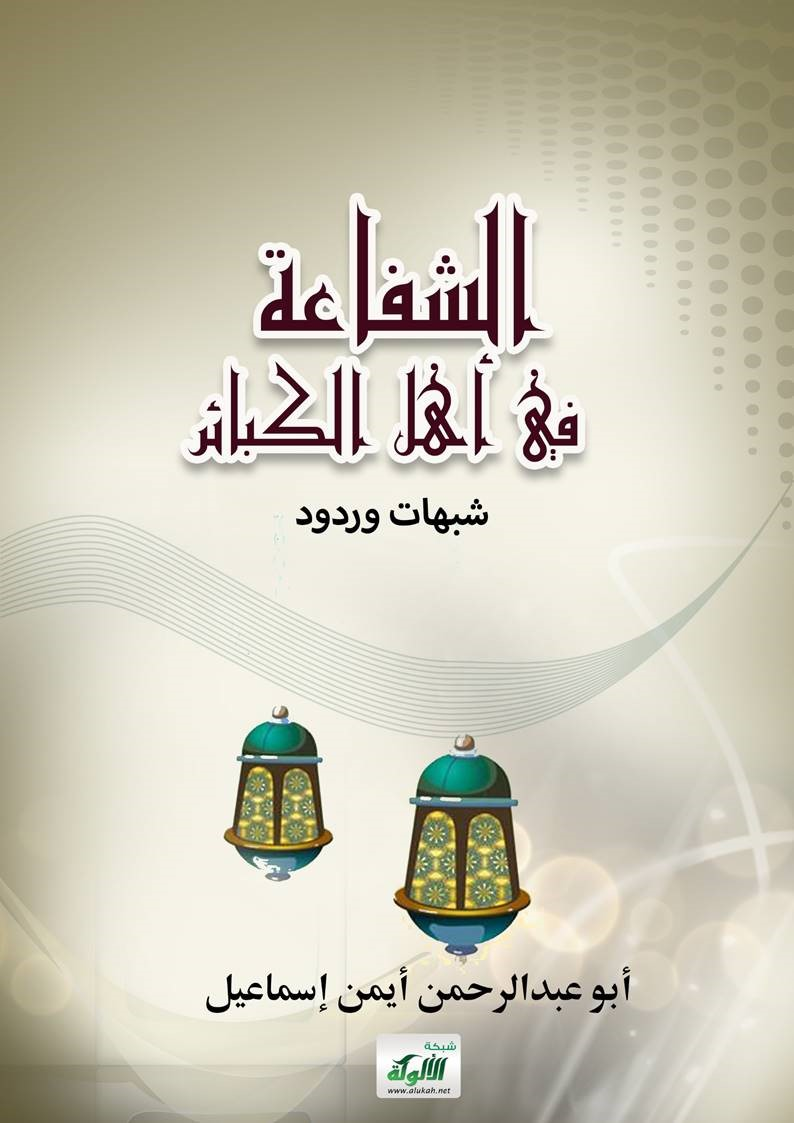 الشفاعة
في أهل الكبائر
شبهات وردود
أبو عبدالرحمن أيمن إسماعيل
شبكة
الألوكة
www.alukah.net